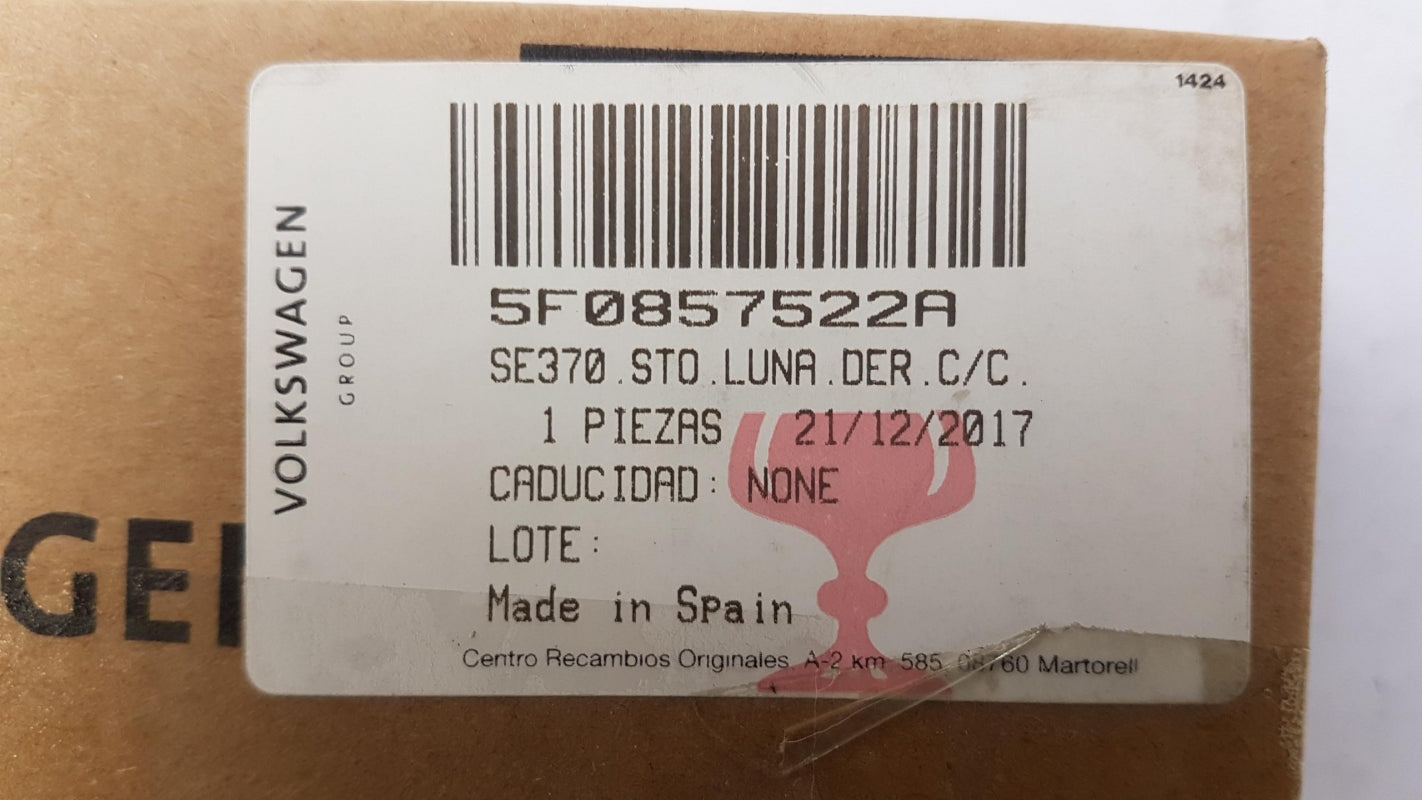 1424
VOLKSWAGEN
GROUP
5F0857522A
SE370.STO.LUNA.DER.C/C.
1 PIEZAS 21/12/2017
CADUCIDAD: NONE
LOTE:
Made in Spain
Centro Recambios Originales. A-2 km 585. 08760 Martorell
GE